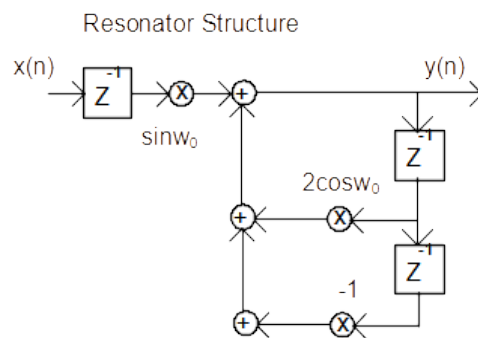 Resonator Structure
x(n)
y(n)
Z⁻¹
x
+
sinw₀
Z⁻¹
2cosw₀
+
x
Z⁻¹
-1
+
x